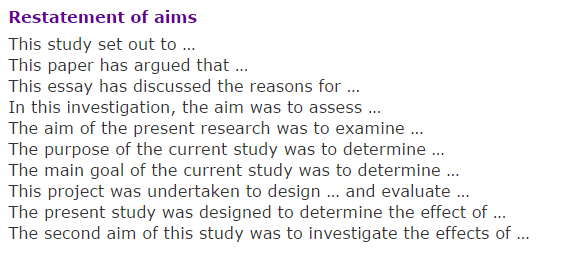 Restatement of aims
This study set out to …
This paper has argued that …
This essay has discussed the reasons for …
In this investigation, the aim was to assess …
The aim of the present research was to examine …
The purpose of the current study was to determine …
The main goal of the current study was to determine …
This project was undertaken to design … and evaluate …
The present study was designed to determine the effect of …
The second aim of this study was to investigate the effects of …